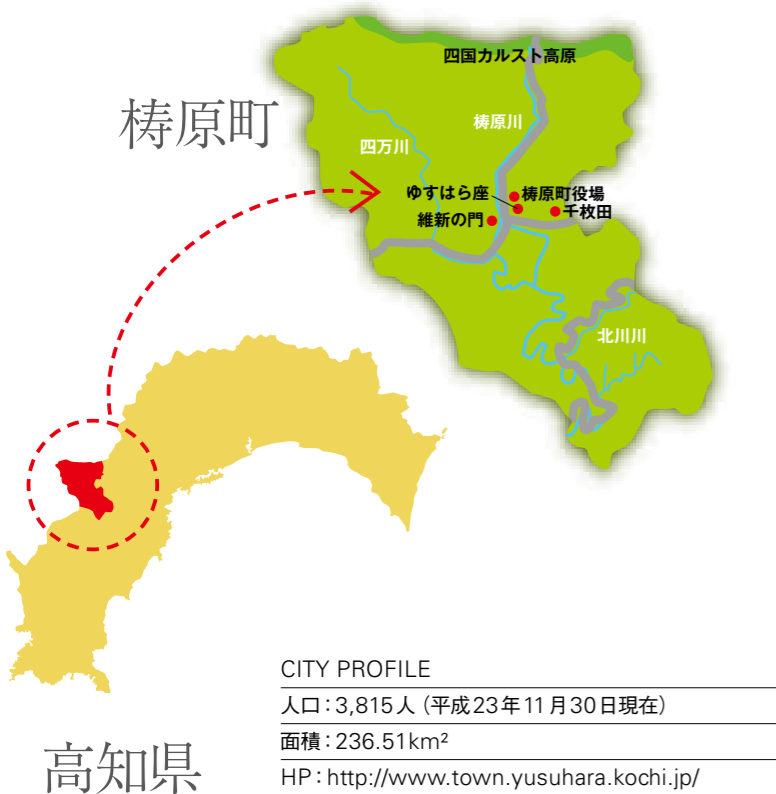 四国カルスト高原
梼原町
梼原川
四万川
ゆすはら座
梼原町役場
千枚田
維新の門
北川川
CITY PROFILE
人口：3,815人（平成23年11月30日現在）
面積：236.51km²
高知県
HP：http://www.town.yusuhara.kochi.jp/